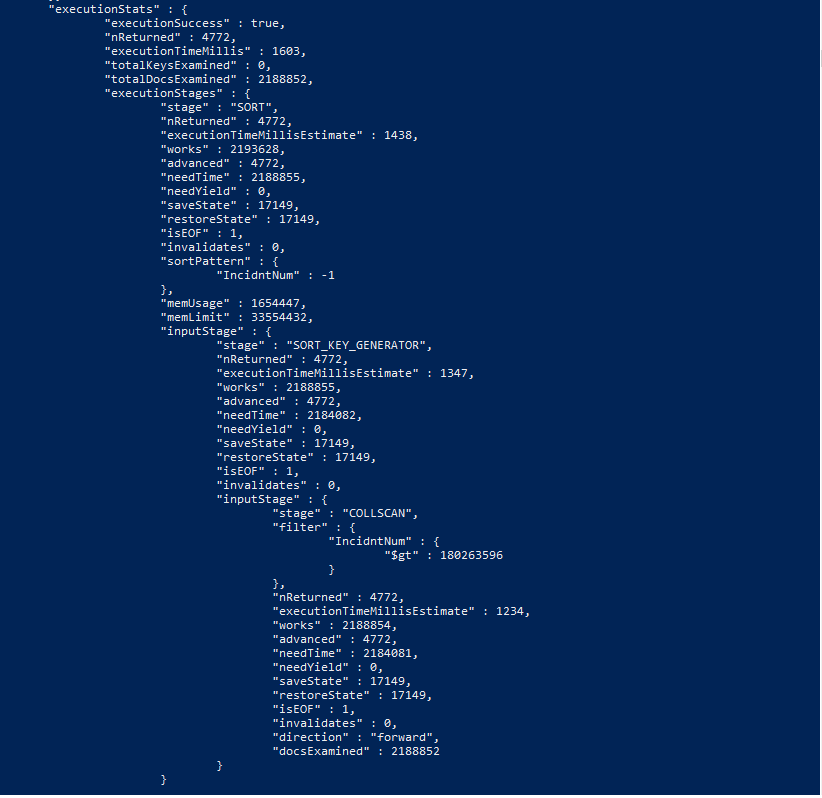 "executionStats" : {
"executionSuccess" : true,
"nReturned" : 4772,
"executionTimeMillis" : 1603,
"totalKeysExamined" : 0,
"totalDocsExamined" : 2188852,
"executionStages" : {
"stage" : "SORT",
"nReturned" : 4772,
"executionTimeMillisEstimate" : 1438,
"works" : 2193628,
"advanced" : 4772,
"needTime" : 2188855,
"needYield" : 0,
"saveState" : 17149,
"restoreState" : 17149,
"isEOF" : 1,
"invalidates" : 0,
"sortPattern" : {
"IncidntNum" : -1
},
"memUsage" : 1654447,
"memLimit" : 33554432,
"inputStage" : {
"stage" : "SORT_KEY_GENERATOR",
"nReturned" : 4772,
"executionTimeMillisEstimate" : 1347,
"works" : 2188855,
"advanced" : 4772,
"needTime" : 2184082,
"needYield" : 0,
"saveState" : 17149,
"restoreState" : 17149,
"isEOF" : 1,
"invalidates" : 0,
"inputStage" : {
"stage" : "COLLSCAN",
"filter" : {
"IncidntNum" : {
"$gt" : 180263596
}
},
"nReturned" : 4772,
"executionTimeMillisEstimate" : 1234,
"works" : 2188854,
"advanced" : 4772,
"needTime" : 2184081,
"needYield" : 0,
"saveState" : 17149,
"restoreState" : 17149,
"isEOF" : 1,
"invalidates" : 0,
"direction" : "forward",
"docsExamined" : 2188852
}
}